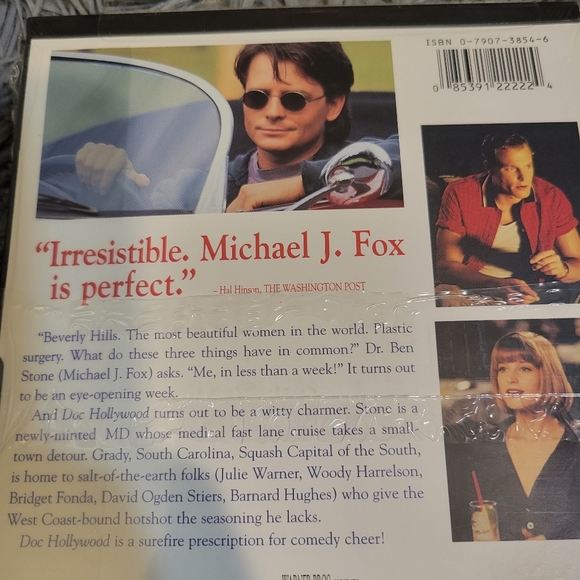 ISBN 0-7907-3854-6
0 85391 22222 4
“Irresistible. Michael J. Fox
is perfect.”
– Hal Hinson, THE WASHINGTON POST
“Beverly Hills. The most beautiful women in the world. Plastic
surgery. What do these three things have in common?” Dr. Ben
Stone (Michael J. Fox) asks. “Me, in less than a week!” It turns out
to be an eye-opening week.
And Doc Hollywood turns out to be a witty charmer. Stone is a
newly-minted MD whose medical fast lane cruise takes a small-
town detour. Grady, South Carolina, Squash Capital of the South,
is home to salt-of-the-earth folks (Julie Warner, Woody Harrelson,
Bridget Fonda, David Ogden Stiers, Barnard Hughes) who give the
West Coast-bound hotshot the seasoning he lacks.
Doc Hollywood is a surefire prescription for comedy cheer!
WARNER BROS.